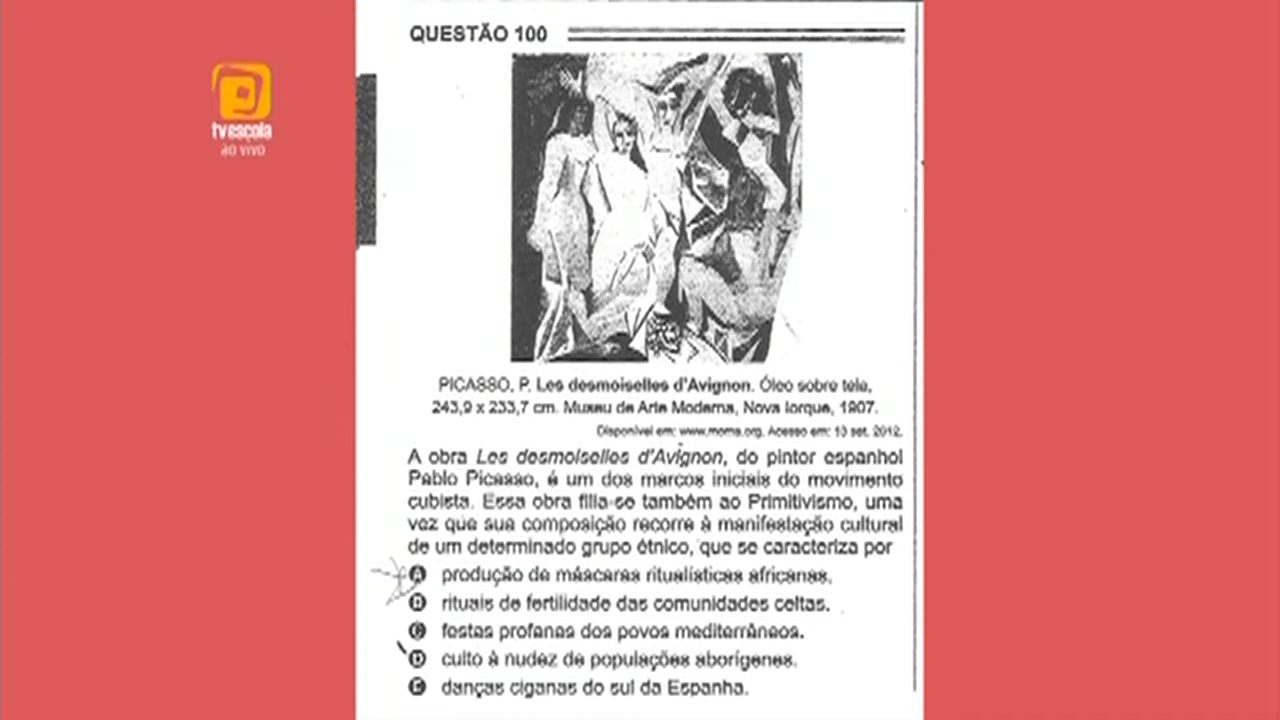 QUESTÃO 100
tvescola
ao vivo
PICASSO, P. Les desmoiselles d'Avignon. Óleo sobre tela,
243,9 x 233,7 cm. Museu de Arte Moderna, Nova Iorque, 1907.
Disponível em: www.moma.org. Acesso em: 13 set. 2012.
A obra Les desmoiselles d'Avignon, do pintor espanhol
Pablo Picasso, é um dos marcos iniciais do movimento
cubista. Essa obra filia-se também ao Primitivismo, uma
vez que sua composição recorre à manifestação cultural
de um determinado grupo étnico, que se caracteriza por
A produção de máscaras ritualísticas africanas.
B rituais de fertilidade das comunidades celtas.
C festas profanas dos povos mediterrâneos.
D culto à nudez de populações aborígenes.
E danças ciganas do sul da Espanha.